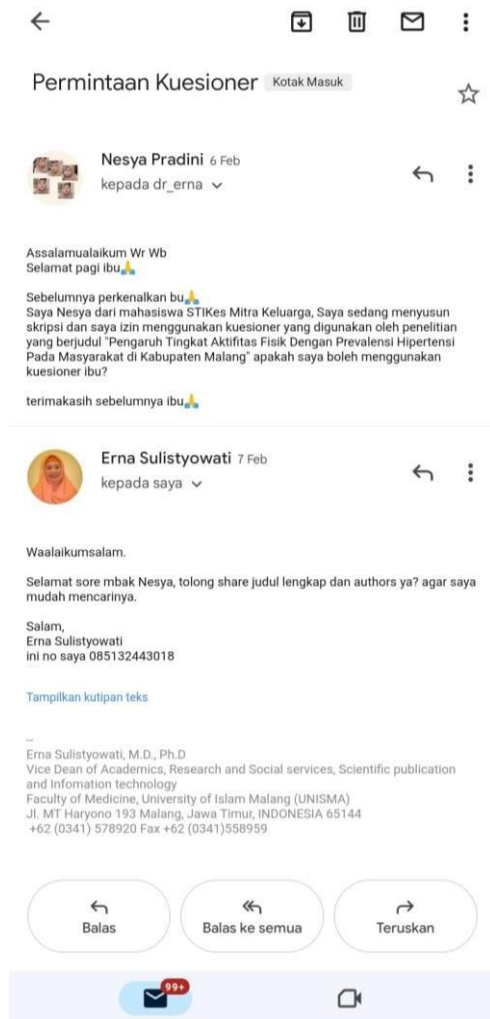 Permintaan Kuesioner Kotak Masuk
Nesya Pradini 6 Feb
kepada dr_erna
Assalamualaikum Wr Wb
Selamat pagi ibu🙏
Sebelumnya perkenalkan bu🙏
Saya Nesya dari mahasiswa STIKes Mitra Keluarga, Saya sedang menyusun
skripsi dan saya izin menggunakan kuesioner yang digunakan oleh penelitian
yang berjudul "Pengaruh Tingkat Aktifitas Fisik Dengan Prevalensi Hipertensi
Pada Masyarakat di Kabupaten Malang" apakah saya boleh menggunakan
kuesioner ibu?
terimakasih sebelumnya ibu🙏
Erna Sulistyowati 7 Feb
kepada saya
Waalaikumsalam.
Selamat sore mbak Nesya, tolong share judul lengkap dan authors ya? agar saya
mudah mencarinya.
Salam,
Erna Sulistyowati
ini no saya 085132443018
Tampilkan kutipan teks
--
Erna Sulistyowati, M.D., Ph.D
Vice Dean of Academics, Research and Social services, Scientific publication
and Infomation technology
Faculty of Medicine, University of Islam Malang (UNISMA)
Jl. MT Haryono 193 Malang, Jawa Timur, INDONESIA 65144
+62 (0341) 578920 Fax +62 (0341)558959
Balas
Balas ke semua
Teruskan
99+